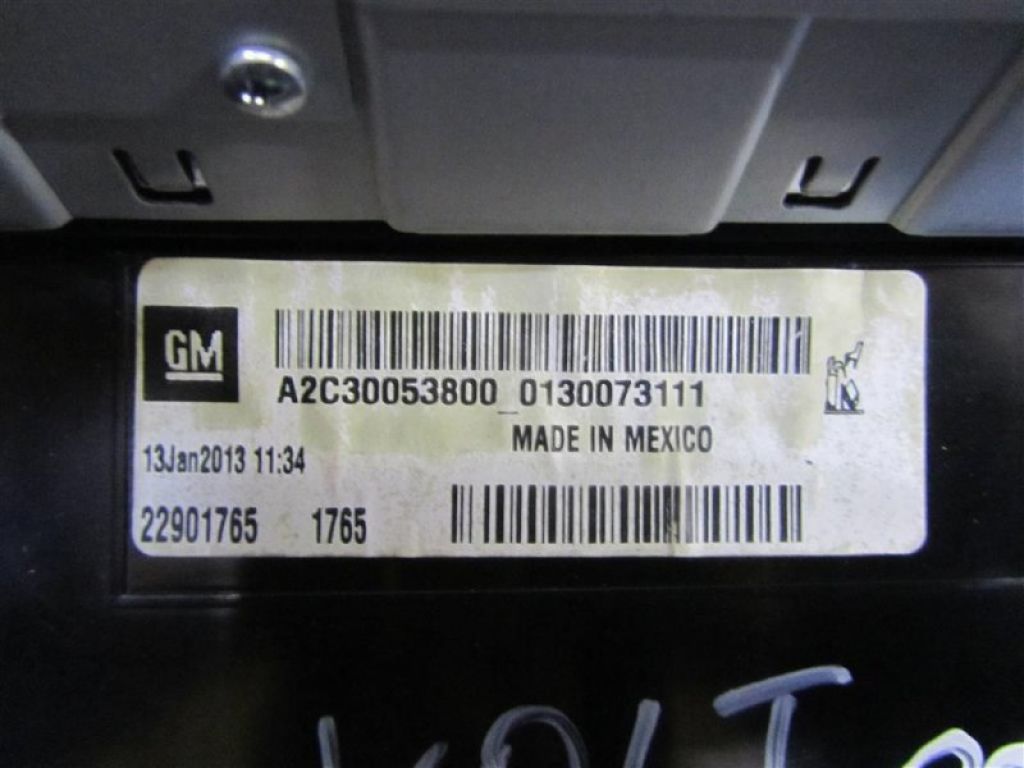 GM
A2C30053800_0130073111
MADE IN MEXICO
13Jan2013 11:34
22901765 1765